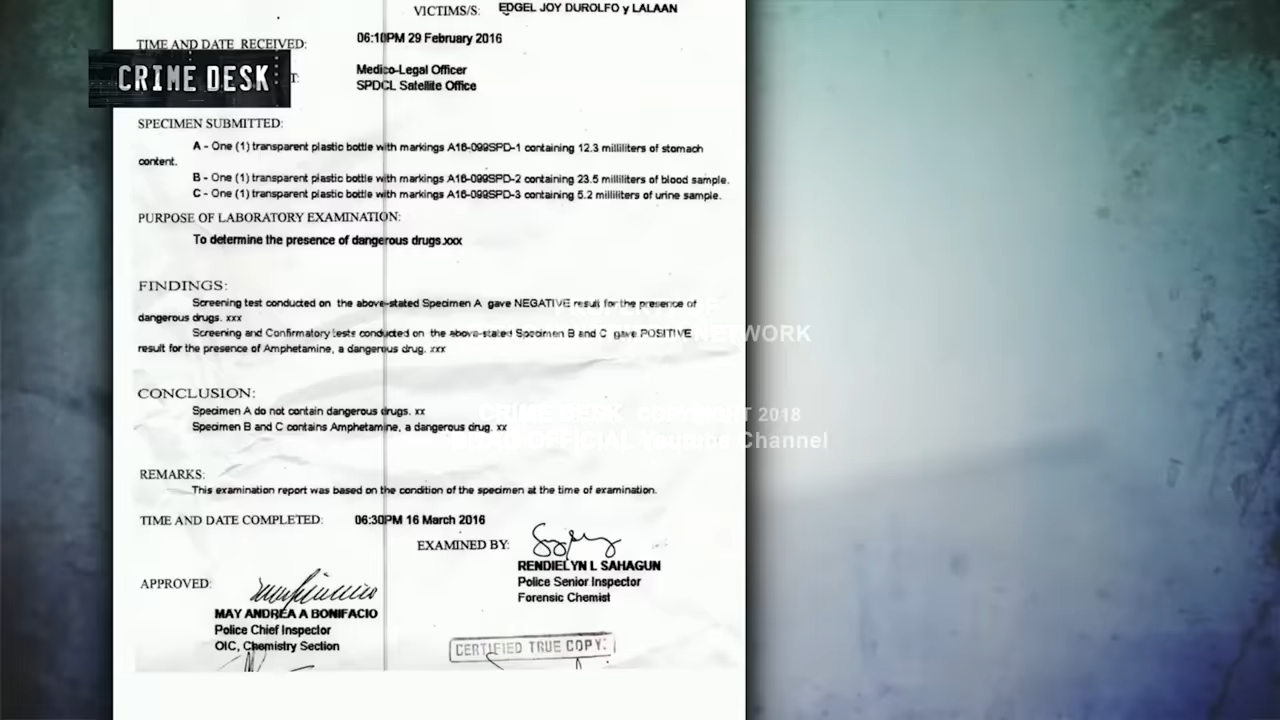 VICTIMS/S: EDGEL JOY DUROLFO y LALAAN
TIME AND DATE RECEIVED: 06:10PM 29 February 2016
CRIME DESK
Medico-Legal Officer
SPDCL Satellite Office
SPECIMEN SUBMITTED:
A - One (1) transparent plastic bottle with markings A16-099SPD-1 containing 12.3 milliliters of stomach
content.
B - One (1) transparent plastic bottle with markings A16-099SPD-2 containing 23.5 milliliters of blood sample.
C - One (1) transparent plastic bottle with markings A16-099SPD-3 containing 5.2 milliliters of urine sample.
PURPOSE OF LABORATORY EXAMINATION:
To determine the presence of dangerous drugs.xxx
FINDINGS:
Screening test conducted on the above-stated Specimen A gave NEGATIVE result for the presence of
dangerous drugs. xxx
PROPERTY OF
Screening and Confirmatory tests conducted on the above-stated Specimen B and C gave POSITIVE
NETWORK
result for the presence of Amphetamine, a dangerous drug. xxx
CONCLUSION:
Specimen A do not contain dangerous drugs. xx
CRIME DESK COPYRIGHT 2018
Specimen B and C contains Amphetamine, a dangerous drug. xx
OFFICIAL Youtube Channel
REMARKS:
This examination report was based on the condition of the specimen at the time of examination.
TIME AND DATE COMPLETED: 06:30PM 16 March 2016
EXAMINED BY:
RENDIELYN L SAHAGUN
Police Senior Inspector
Forensic Chemist
APPROVED:
MAY ANDREA A BONIFACIO
Police Chief Inspector
OIC, Chemistry Section
CERTIFIED TRUE COPY: